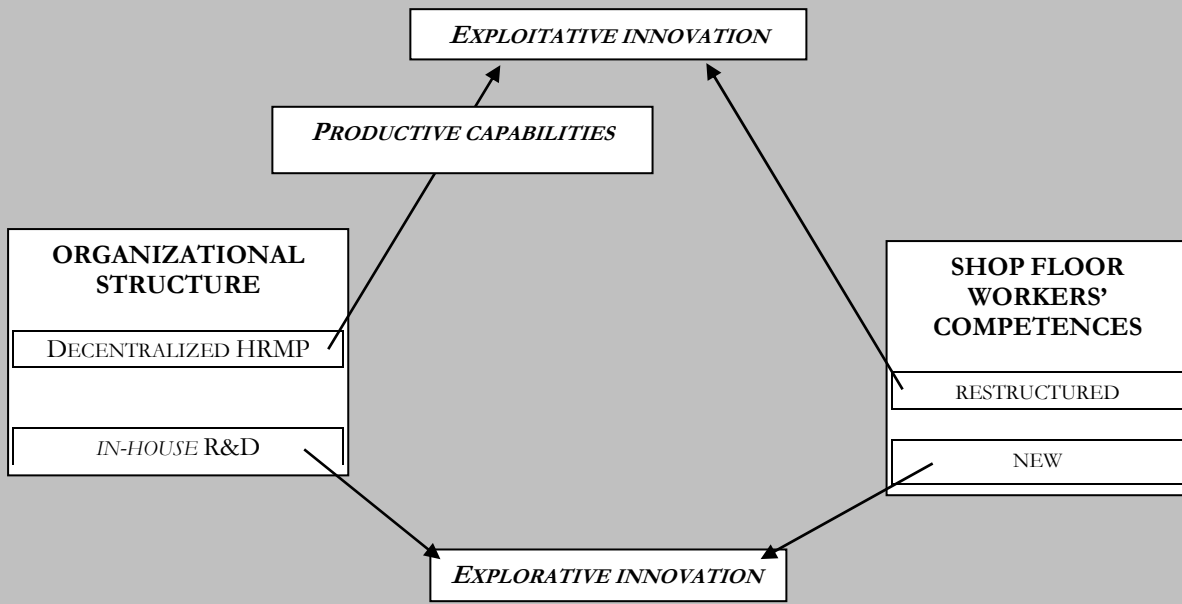 EXPLOITATIVE INNOVATION
PRODUCTIVE CAPABILITIES
ORGANIZATIONAL
STRUCTURE
DECENTRALIZED HRMP
IN-HOUSE R&D
SHOP FLOOR
WORKERS’
COMPETENCES
RESTRUCTURED
NEW
EXPLORATIVE INNOVATION